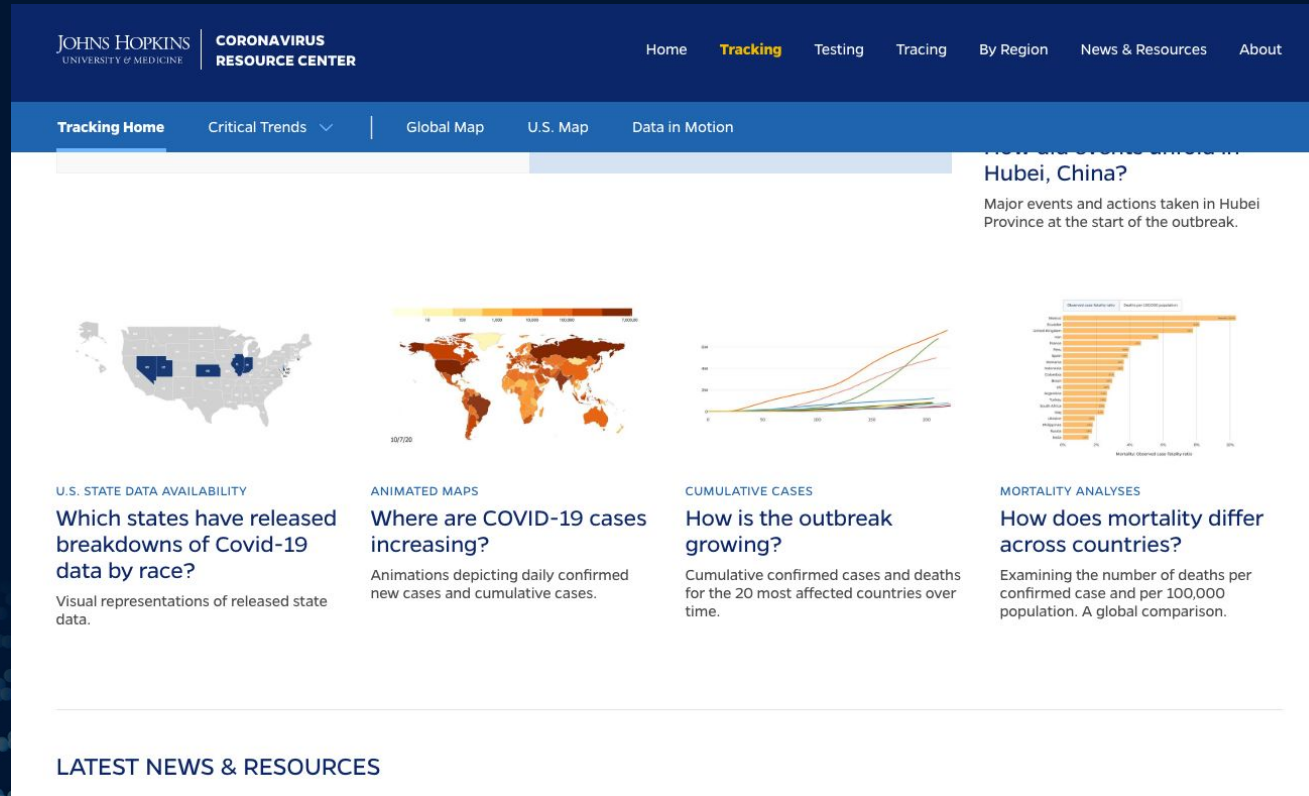 JOHNS HOPKINS
UNIVERSITY & MEDICINE
CORONAVIRUS
RESOURCE CENTER
Home Tracking Testing Tracing By Region News & Resources About
Tracking Home Critical Trends Global Map U.S. Map Data in Motion
How did events unfold in
Hubei, China?
Major events and actions taken in Hubei
Province at the start of the outbreak.
10/7/20
U.S. STATE DATA AVAILABILITY
Which states have released
breakdowns of Covid-19
data by race?
Visual representations of released state
data.
ANIMATED MAPS
Where are COVID-19 cases
increasing?
Animations depicting daily confirmed
new cases and cumulative cases.
CUMULATIVE CASES
How is the outbreak
growing?
Cumulative confirmed cases and deaths
for the 20 most affected countries over
time.
MORTALITY ANALYSES
How does mortality differ
across countries?
Examining the number of deaths per
confirmed case and per 100,000
population. A global comparison.
LATEST NEWS & RESOURCES